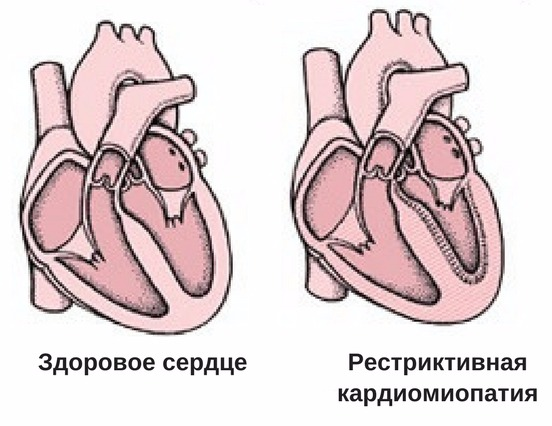 Здоровое сердце
Рестриктивная
кардиомиопатия